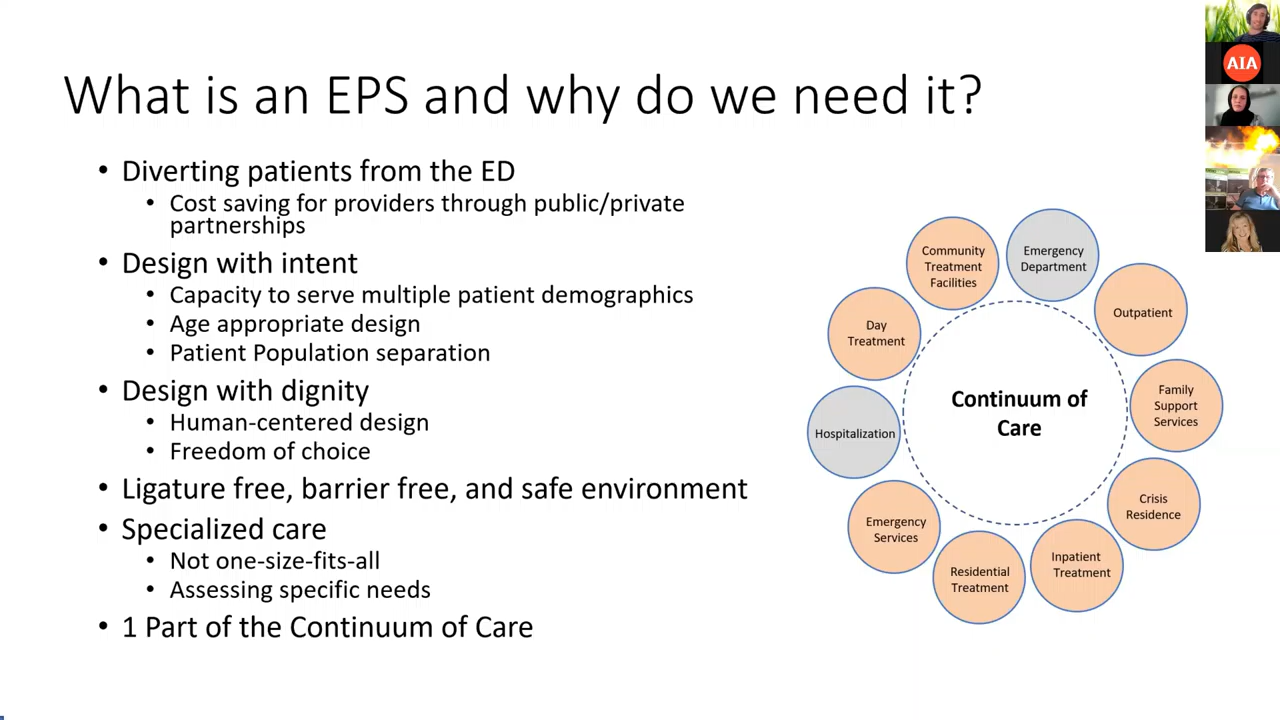 What is an EPS and why do we need it?
• Diverting patients from the ED
• Cost saving for providers through public/private
partnerships
• Design with intent
• Capacity to serve multiple patient demographics
• Age appropriate design
• Patient Population separation
• Design with dignity
• Human-centered design
• Freedom of choice
• Ligature free, barrier free, and safe environment
• Specialized care
• Not one-size-fits-all
• Assessing specific needs
• 1 Part of the Continuum of Care
Community
Treatment
Facilities
Emergency
Department
Outpatient
Family
Support
Services
Crisis
Residence
Inpatient
Treatment
Residential
Treatment
Emergency
Services
Hospitalization
Day
Treatment
Continuum of
Care
AIA